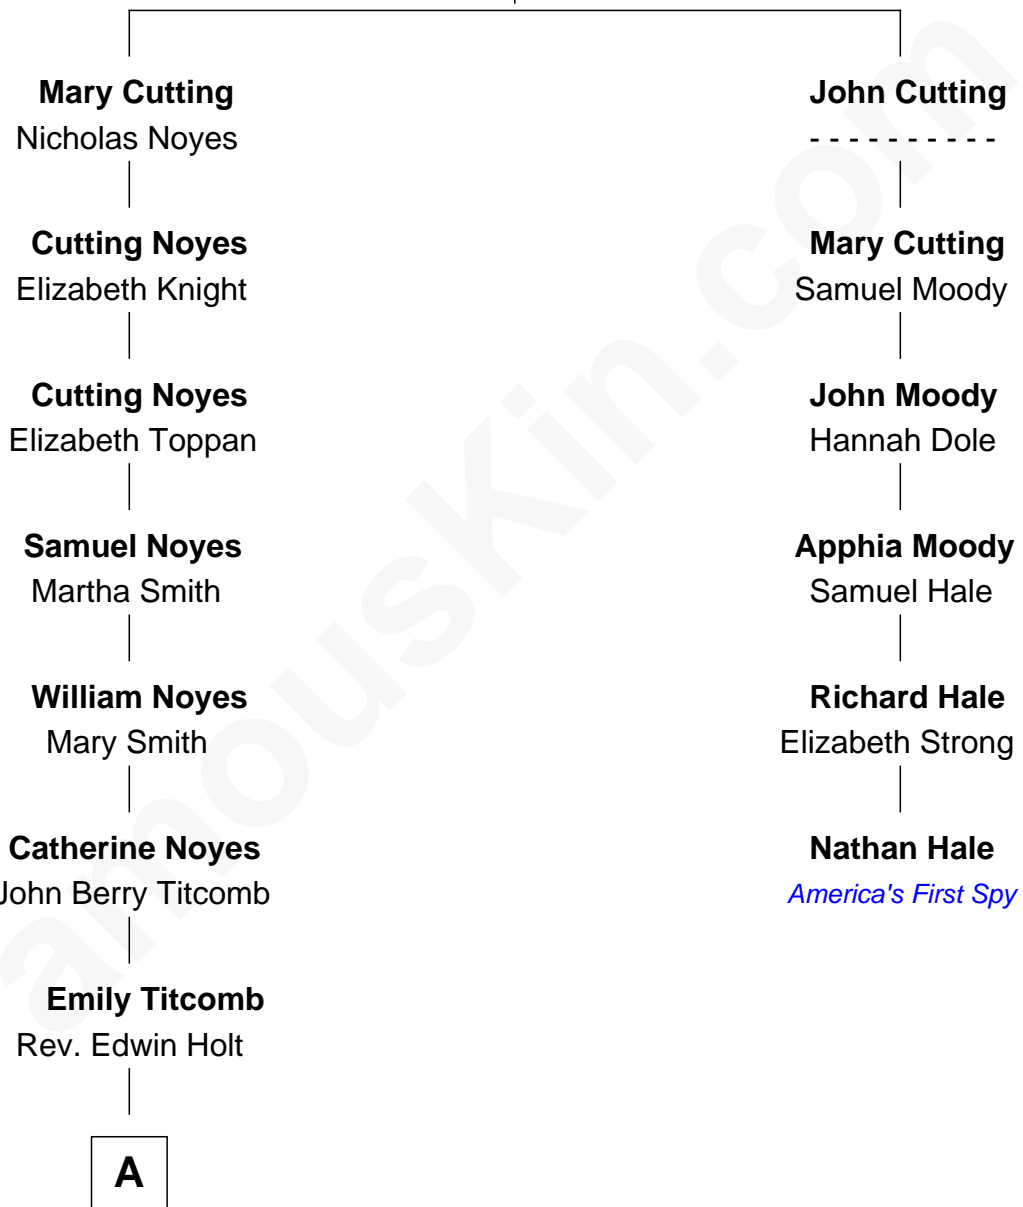 Mary Cutting
Nicholas Noyes
John Cutting
- - - - - - - - - -
Cutting Noyes
Elizabeth Knight
Mary Cutting
Samuel Moody
Cutting Noyes
Elizabeth Toppan
John Moody
Hannah Dole
Samuel Noyes
Martha Smith
Apphia Moody
Samuel Hale
William Noyes
Mary Smith
Richard Hale
Elizabeth Strong
Catherine Noyes
John Berry Titcomb
Nathan Hale
America's First Spy
Emily Titcomb
Rev. Edwin Holt
A
amouskin.com